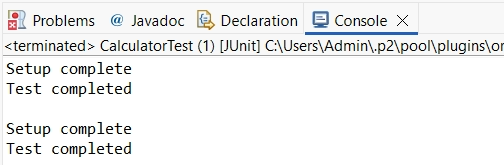 Problems @ Javadoc Declaration Console
<terminated> CalculatorTest (1) [JUnit] C:\Users\Admin\.p2\pool\plugins\or
Setup complete
Test completed
Setup complete
Test completed